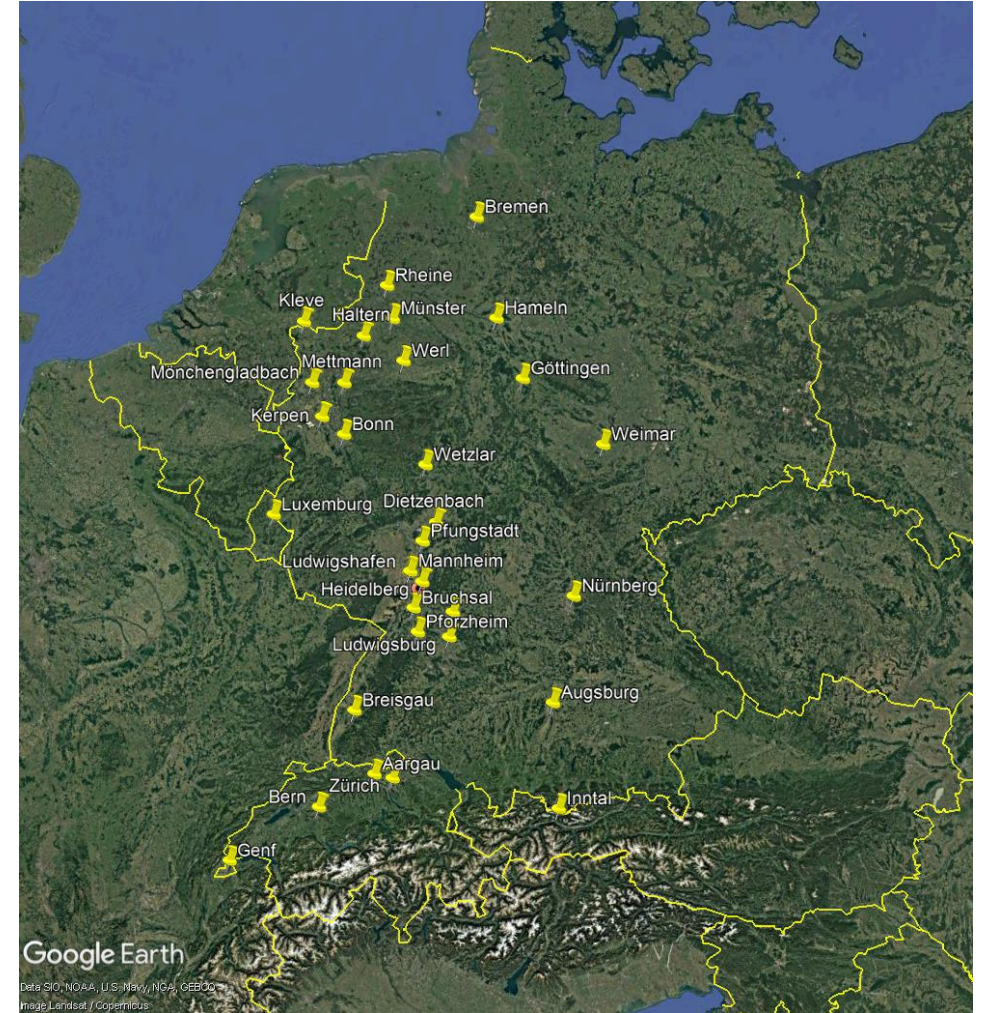 Bremen
Rheine
Kleve
Haltern
Münster
Hameln
Mettmann
Werl
Mönchengladbach
Göttingen
Kerpen
Bonn
Weimar
Wetzlar
Luxemburg
Dietzenbach
Pfungstadt
Ludwigshafen
Mannheim
Heidelberg
Nürnberg
Bruchsal
Pforzheim
Ludwigsburg
Breisgau
Augsburg
Aargau
Zürich
Bern
Inntal
Genf
Google Earth
Data SIO, NOAA, U.S. Navy, NGA, GEBCO
Image Landsat / Copernicus